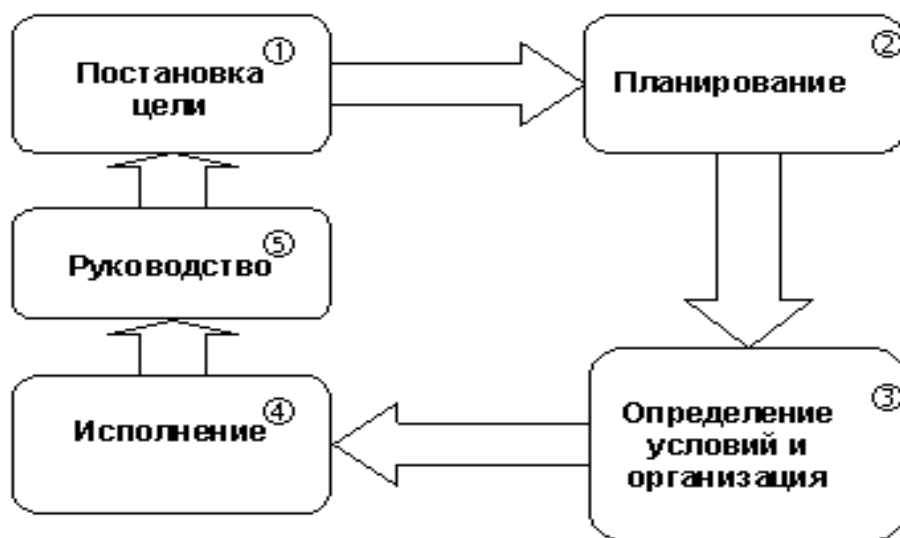 ①
Постановка
цели
②
Планирование
③
Определение
условий и
организация
④
Исполнение
⑤
Руководство